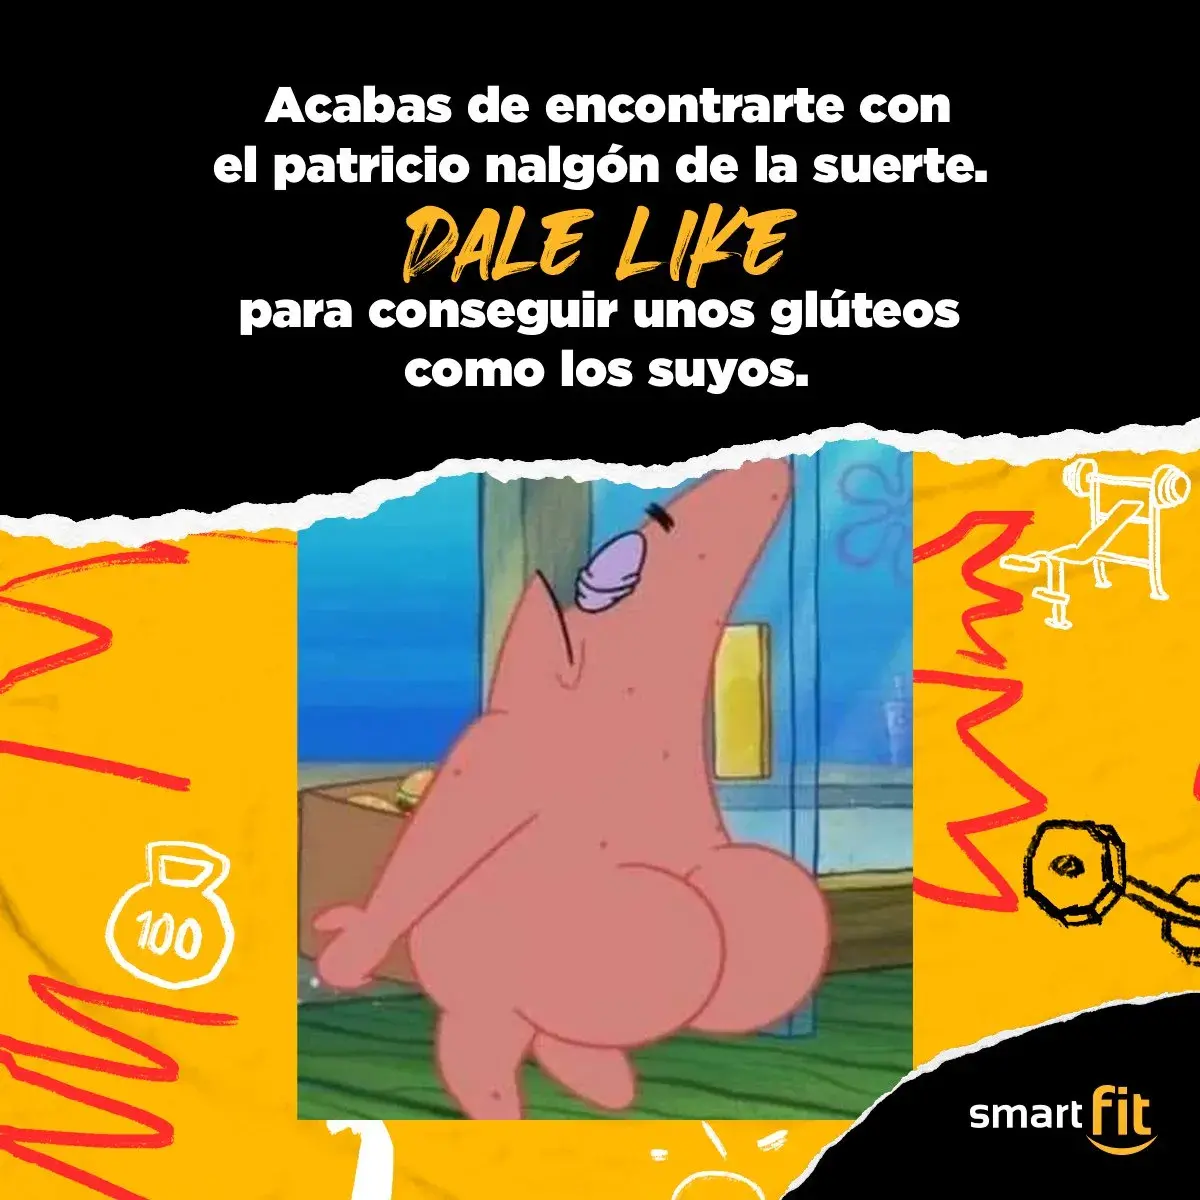 Acabas de encontrarte con
el patricio nalgón de la suerte.
DALE LIKE
para conseguir unos glúteos
como los suyos.
100
smart fit